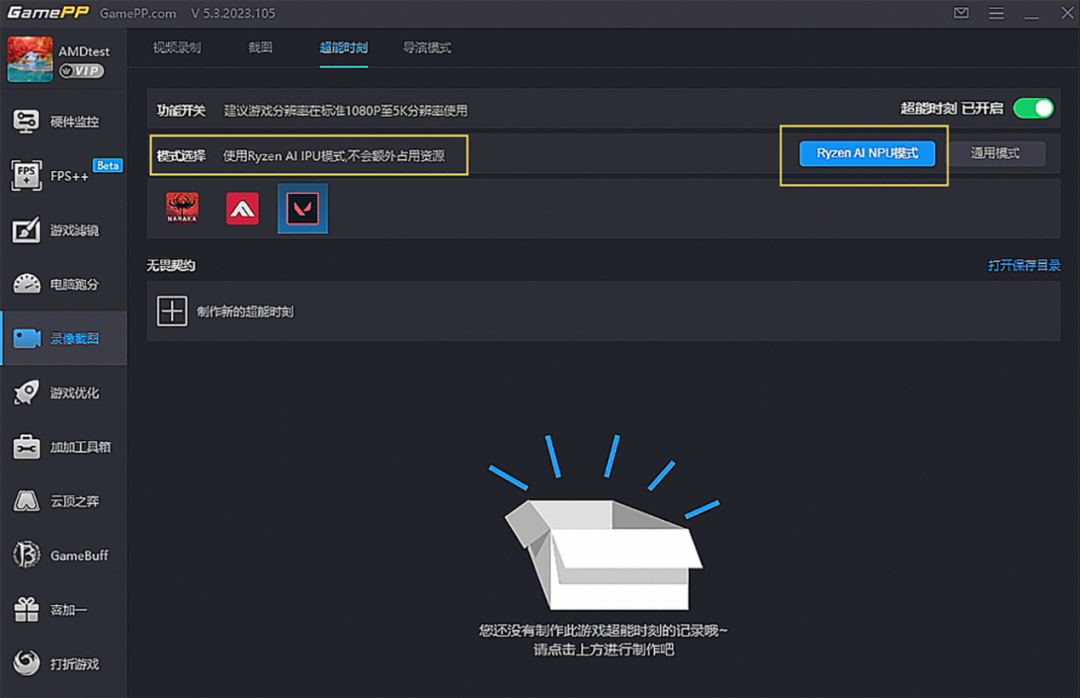 GamePP GamePP.com V 5.3.2023.105
AMDtest
VIP
视频录制 截图 超能时刻 导演模式
硬件监控
FPS+ FPS++ Beta
游戏滤镜
电脑跑分
录像截图
游戏优化
加加工具箱
云顶之弈
GameBuff
喜加一
打折游戏
功能开关 建议游戏分辨率在标准1080P至5K分辨率使用 超能时刻 已开启
模式选择 使用Ryzen AI IPU模式,不会额外占用资源 Ryzen AI NPU模式 通用模式
NARAKA
无畏契约 打开保存目录
制作新的超能时刻
您还没有制作此游戏超能时刻的记录哦~
请点击上方进行制作吧